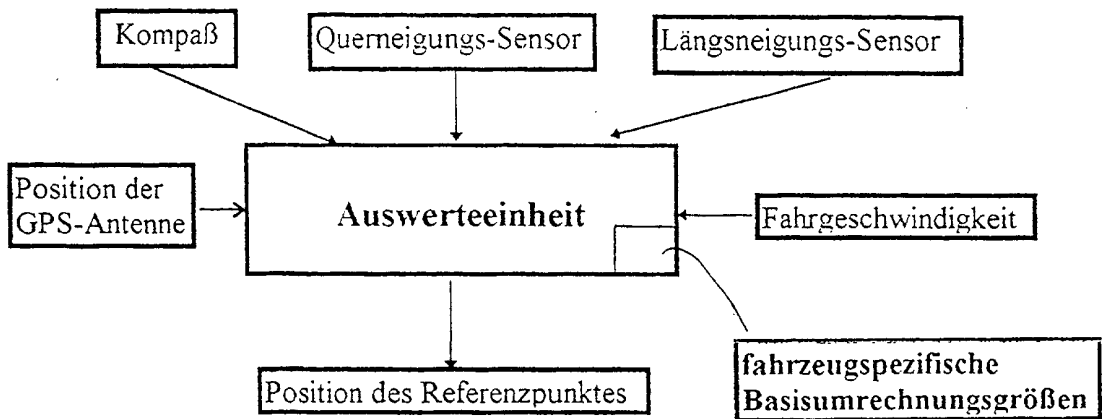 Kompaß
Querneigungs-Sensor
Längsneigungs-Sensor
Position der
GPS-Antenne
Auswerteeinheit
Fahrgeschwindigkeit
Position des Referenzpunktes
fahrzeugspezifische
Basisumrechnungsgrößen